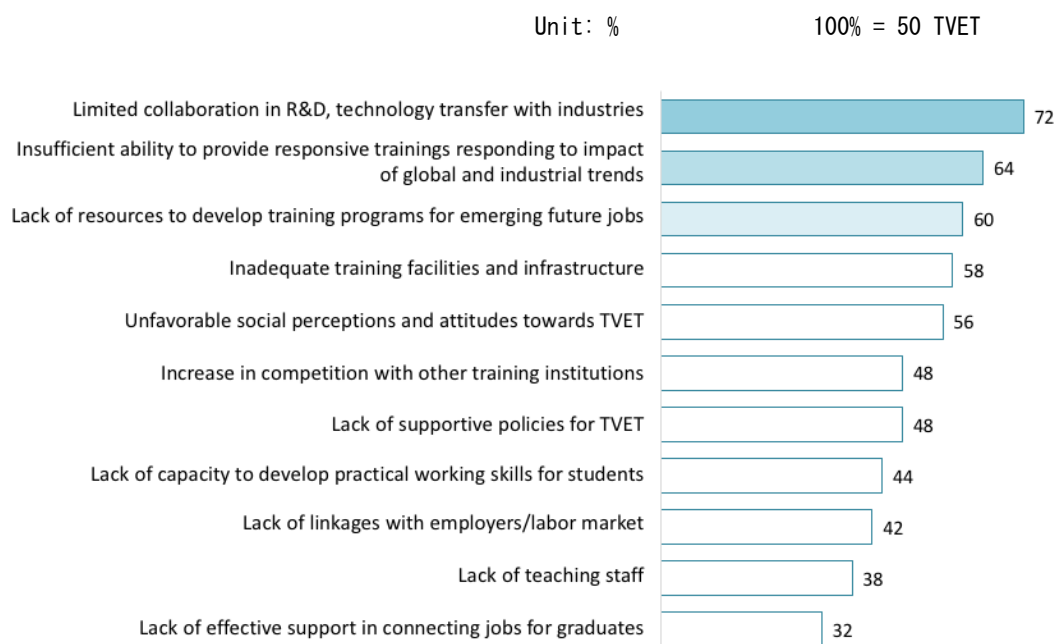 Unit: % 100% = 50 TVET
Limited collaboration in R&D, technology transfer with industries 72
Insufficient ability to provide responsive trainings responding to impact
of global and industrial trends 64
Lack of resources to develop training programs for emerging future jobs 60
Inadequate training facilities and infrastructure 58
Unfavorable social perceptions and attitudes towards TVET 56
Increase in competition with other training institutions 48
Lack of supportive policies for TVET 48
Lack of capacity to develop practical working skills for students 44
Lack of linkages with employers/labor market 42
Lack of teaching staff 38
Lack of effective support in connecting jobs for graduates 32